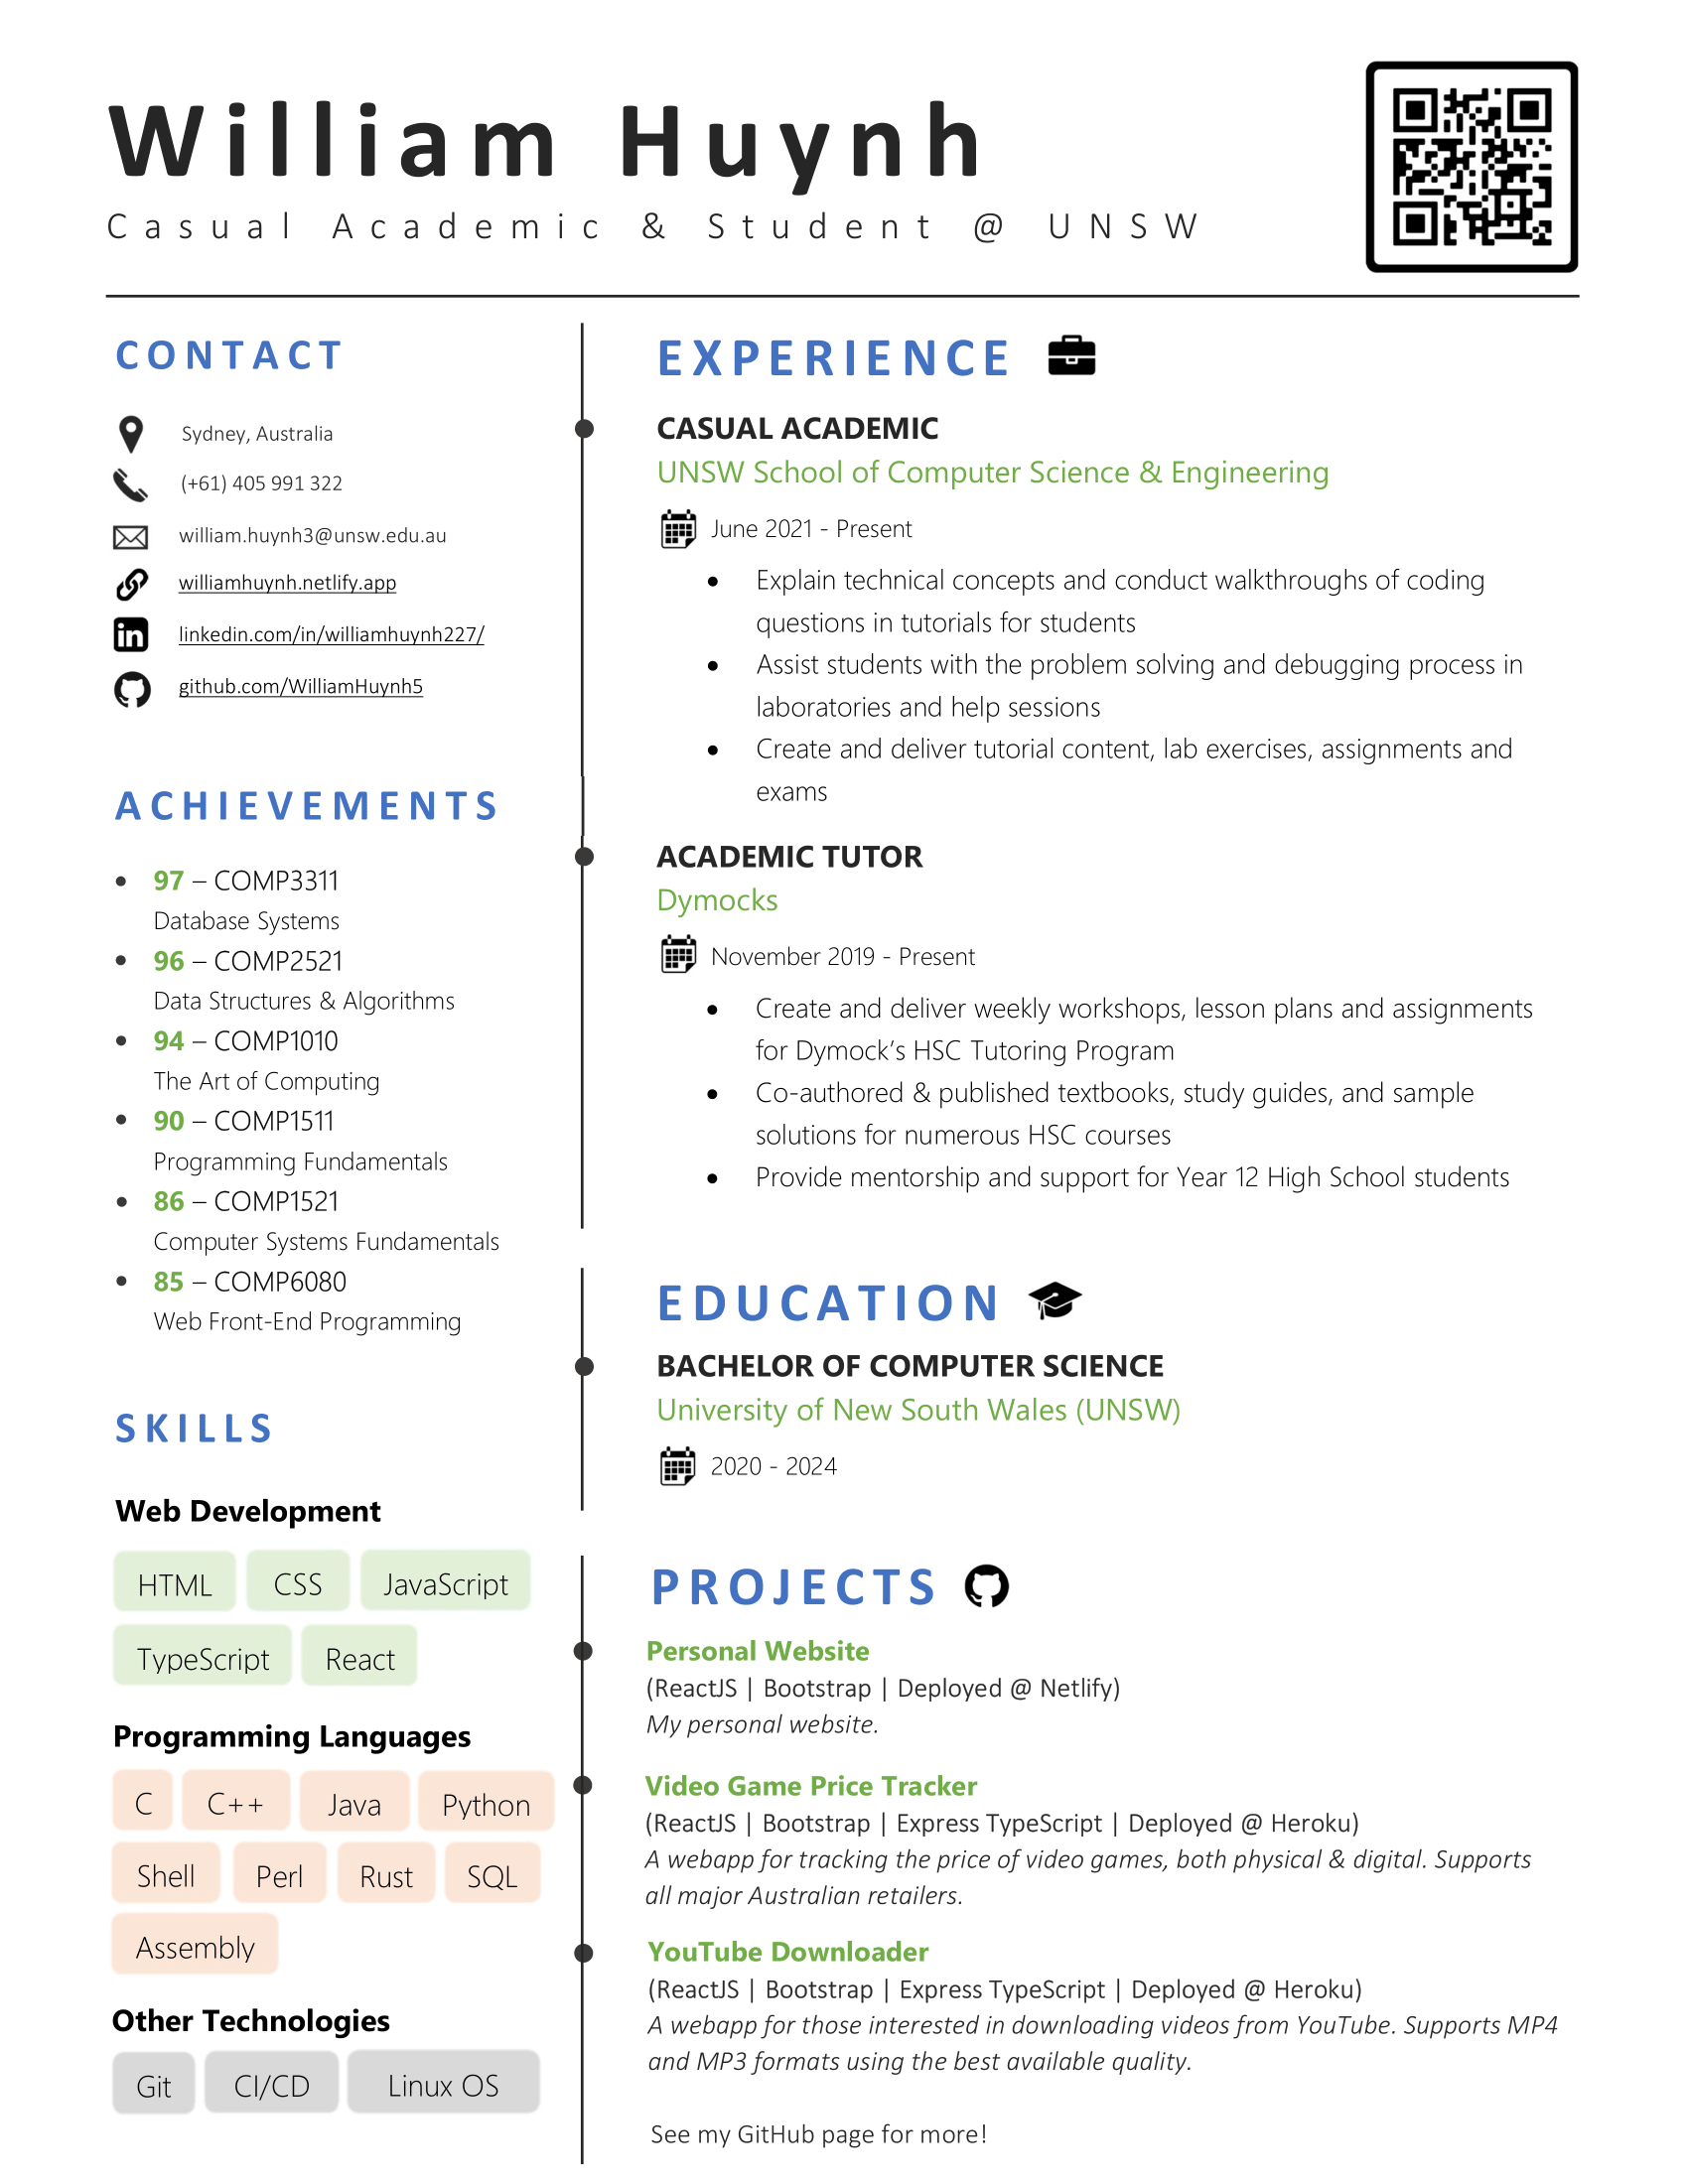 William Huynh
Casual Academic & Student @ UNSW
CONTACT
Sydney, Australia
(+61) 405 991 322
william.huynh3@unsw.edu.au
williamhuynh.netlify.app
linkedin.com/in/williamhuynh227/
github.com/WilliamHuynh5
ACHIEVEMENTS
• 97 – COMP3311
Database Systems
• 96 – COMP2521
Data Structures & Algorithms
• 94 – COMP1010
The Art of Computing
• 90 – COMP1511
Programming Fundamentals
• 86 – COMP1521
Computer Systems Fundamentals
• 85 – COMP6080
Web Front-End Programming
SKILLS
Web Development
HTML CSS JavaScript
TypeScript React
Programming Languages
C C++ Java Python
Shell Perl Rust SQL
Assembly
Other Technologies
Git CI/CD Linux OS
EXPERIENCE
CASUAL ACADEMIC
UNSW School of Computer Science & Engineering
June 2021 - Present
• Explain technical concepts and conduct walkthroughs of coding
questions in tutorials for students
• Assist students with the problem solving and debugging process in
laboratories and help sessions
• Create and deliver tutorial content, lab exercises, assignments and
exams
ACADEMIC TUTOR
Dymocks
November 2019 - Present
• Create and deliver weekly workshops, lesson plans and assignments
for Dymock’s HSC Tutoring Program
• Co-authored & published textbooks, study guides, and sample
solutions for numerous HSC courses
• Provide mentorship and support for Year 12 High School students
EDUCATION
BACHELOR OF COMPUTER SCIENCE
University of New South Wales (UNSW)
2020 - 2024
PROJECTS
Personal Website
(ReactJS | Bootstrap | Deployed @ Netlify)
My personal website.
Video Game Price Tracker
(ReactJS | Bootstrap | Express TypeScript | Deployed @ Heroku)
A webapp for tracking the price of video games, both physical & digital. Supports
all major Australian retailers.
YouTube Downloader
(ReactJS | Bootstrap | Express TypeScript | Deployed @ Heroku)
A webapp for those interested in downloading videos from YouTube. Supports MP4
and MP3 formats using the best available quality.
See my GitHub page for more!